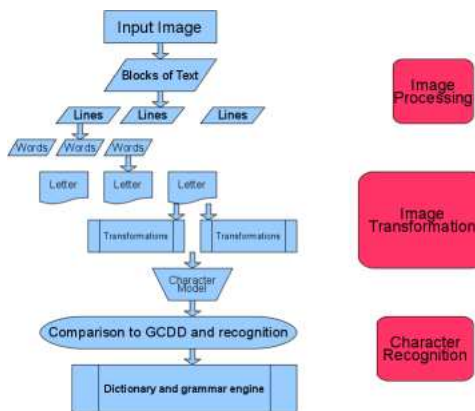 Input Image
Blocks of Text
Lines Lines Lines
Words Words Words
Letter Letter Letter
Transformations Transformations
Character
Model
Comparison to GCDD and recognition
Dictionary and grammar engine
Image
Processing
Image
Transformation
Character
Recognition